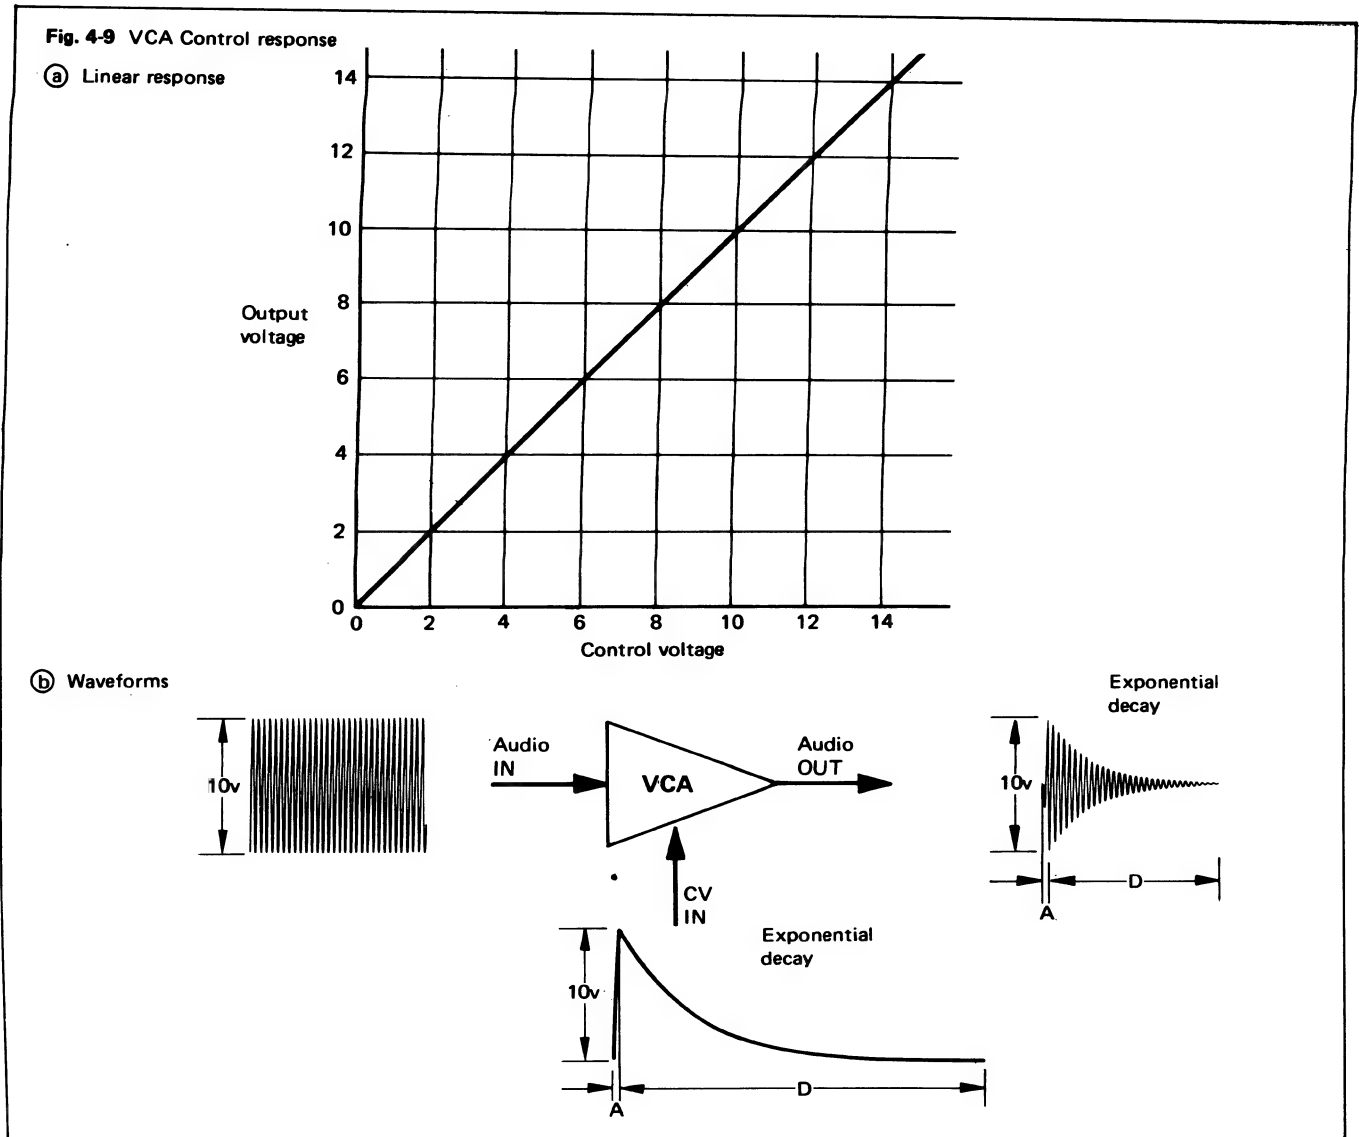 Fig. 4-9 VCA Control response
ⓐ Linear response
14
12
10
8
6
4
2
0
Output
voltage
0 2 4 6 8 10 12 14
Control voltage
ⓑ Waveforms
10v
Audio
IN
VCA
Audio
OUT
CV
IN
Exponential
decay
10v
D
A
Exponential
decay
10v
D
A